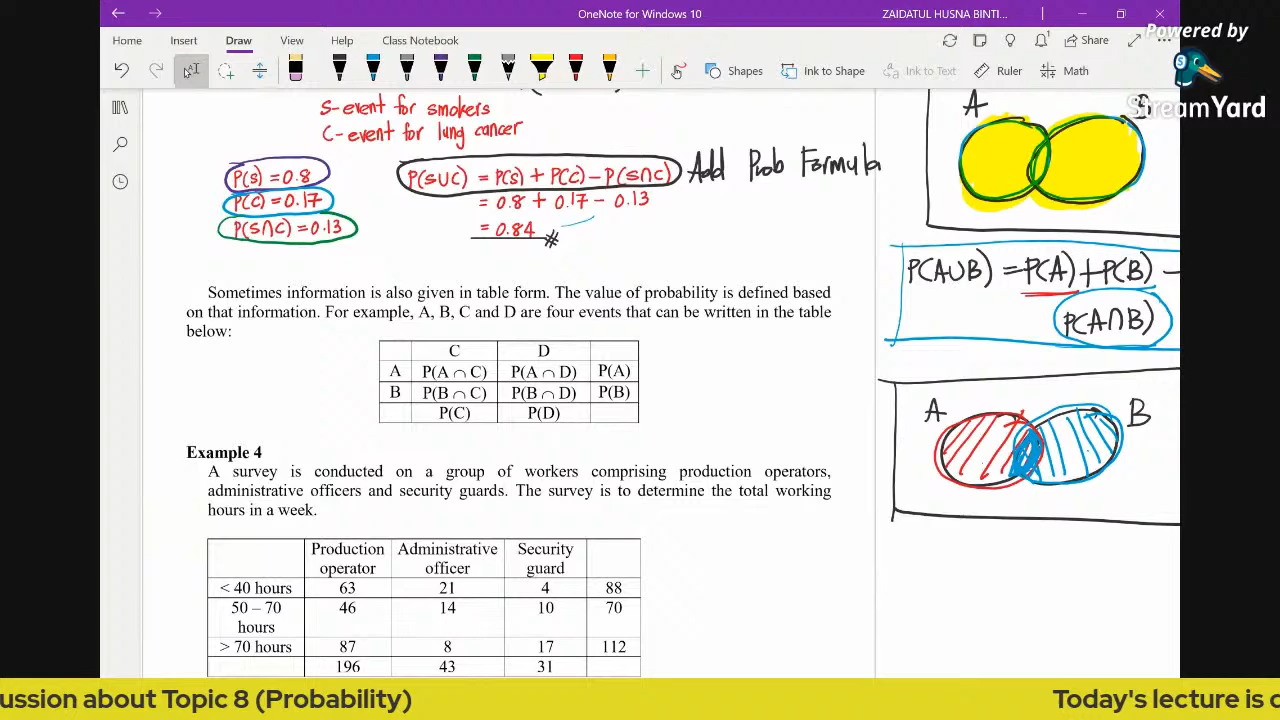 OneNote for Windows 10
ZAIDATUL HUSNA BINTI...
Powered by
StreamYard
Home Insert Draw View Help Class Notebook Share
Shapes Ink to Shape Ink to Text Ruler Math
S-event for smokers
C-event for lung cancer
P(S) = 0.8
P(C) = 0.17
P(S∩C) = 0.13
P(S∪C) = P(S) + P(C) - P(S∩C) Add Prob Formula
= 0.8 + 0.17 - 0.13
= 0.84
A
P(A∪B) = P(A) + P(B) -
P(A∩B)
A B
Sometimes information is also given in table form. The value of probability is defined based
on that information. For example, A, B, C and D are four events that can be written in the table
below:
C D
A P(A ∩ C) P(A ∩ D) P(A)
B P(B ∩ C) P(B ∩ D) P(B)
P(C) P(D)
Example 4
A survey is conducted on a group of workers comprising production operators,
administrative officers and security guards. The survey is to determine the total working
hours in a week.
Production operator Administrative officer Security guard
< 40 hours 63 21 4 88
50 – 70 hours 46 14 10 70
> 70 hours 87 8 17 112
196 43 31
ussion about Topic 8 (Probability)
Today's lecture is c